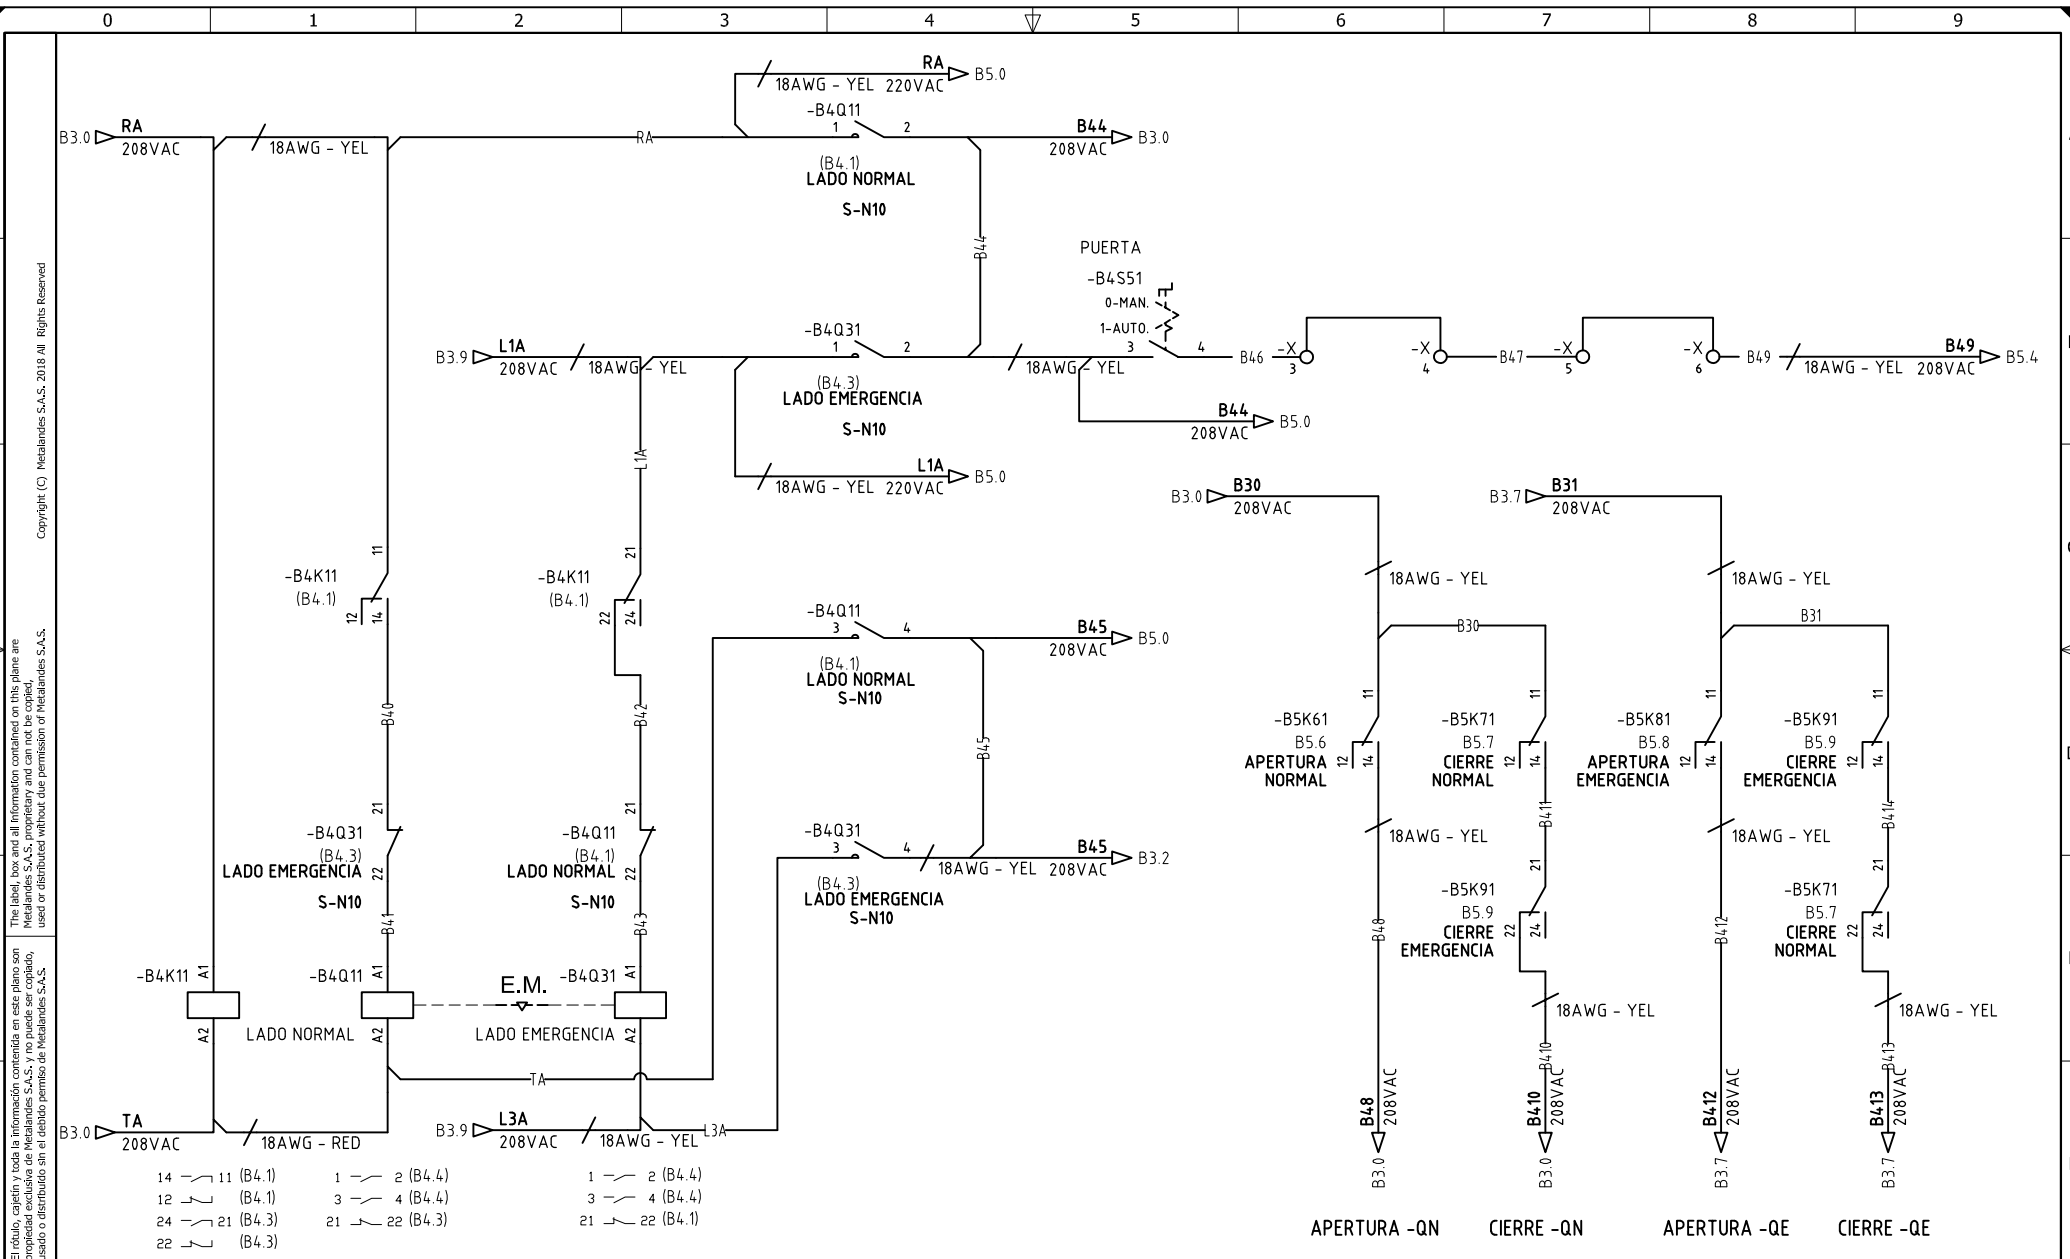 0 1 2 3 4 5 6 7 8 9
RA
B5.0
18AWG - YEL 220VAC
-B4Q11
B3.0
RA
208VAC
18AWG - YEL
RA
1
2
B44
208VAC
B3.0
(B4.1)
LADO NORMAL
S-N10
B44
PUERTA
-B4S51
0-MAN.
1-AUTO.
-B4Q31
B3.9
L1A
208VAC
18AWG - YEL
1
2
18AWG - YEL
3
4
B46
-X
3
-X
4
B47
-X
5
-X
6
B49
18AWG - YEL
B49
208VAC
B5.4
(B4.3)
LADO EMERGENCIA
S-N10
B44
208VAC
B5.0
L1A
L1A
18AWG - YEL 220VAC
B5.0
B3.0
B30
208VAC
B3.7
B31
208VAC
11
-B4K11
(B4.1)
12
14
21
-B4K11
(B4.1)
22
24
18AWG - YEL
18AWG - YEL
-B4Q11
3
4
B45
208VAC
B5.0
(B4.1)
LADO NORMAL
S-N10
B30
B31
B40
B42
B45
11
-B5K61
B5.6
APERTURA
NORMAL
12
14
11
-B5K71
B5.7
CIERRE
NORMAL
12
14
11
-B5K81
B5.8
APERTURA
EMERGENCIA
12
14
11
-B5K91
B5.9
CIERRE
EMERGENCIA
12
14
21
-B4Q31
(B4.3)
LADO EMERGENCIA
22
S-N10
B41
21
-B4Q11
(B4.1)
LADO NORMAL
22
S-N10
B43
-B4Q31
3
4
18AWG - YEL
B45
208VAC
B3.2
(B4.3)
LADO EMERGENCIA
S-N10
18AWG - YEL
B411
18AWG - YEL
B414
21
-B5K91
B5.9
CIERRE
EMERGENCIA
22
24
21
-B5K71
B5.7
CIERRE
NORMAL
22
24
B48
B412
-B4K11
A1
A2
-B4Q11
A1
LADO NORMAL
A2
E.M.
-B4Q31
A1
LADO EMERGENCIA
A2
18AWG - YEL
18AWG - YEL
B410
B413
TA
B3.0
TA
208VAC
18AWG - RED
B3.9
L3A
208VAC
18AWG - YEL
L3A
B48
208VAC
B3.0
B410
208VAC
B3.0
B412
208VAC
B3.7
B413
208VAC
B3.7
14 11 (B4.1)
12 (B4.1)
24 21 (B4.3)
22 (B4.3)
1 2 (B4.4)
3 4 (B4.4)
21 22 (B4.3)
1 2 (B4.4)
3 4 (B4.4)
21 22 (B4.1)
APERTURA -QN
CIERRE -QN
APERTURA -QE
CIERRE -QE
Copyright (C) Metalandes S.A.S. 2018 All Rights Reserved
The label, box and all information contained on this plane are
Metalandes S.A.S. proprietary and can not be copied,
used or distributed without due permission of Metalandes S.A.S.
El rótulo, cajetín y toda la información contenida en este plano son
propiedad exclusiva de Metalandes S.A.S. y no puede ser copiado,
usado o distribuido sin el debido permiso de Metalandes S.A.S.